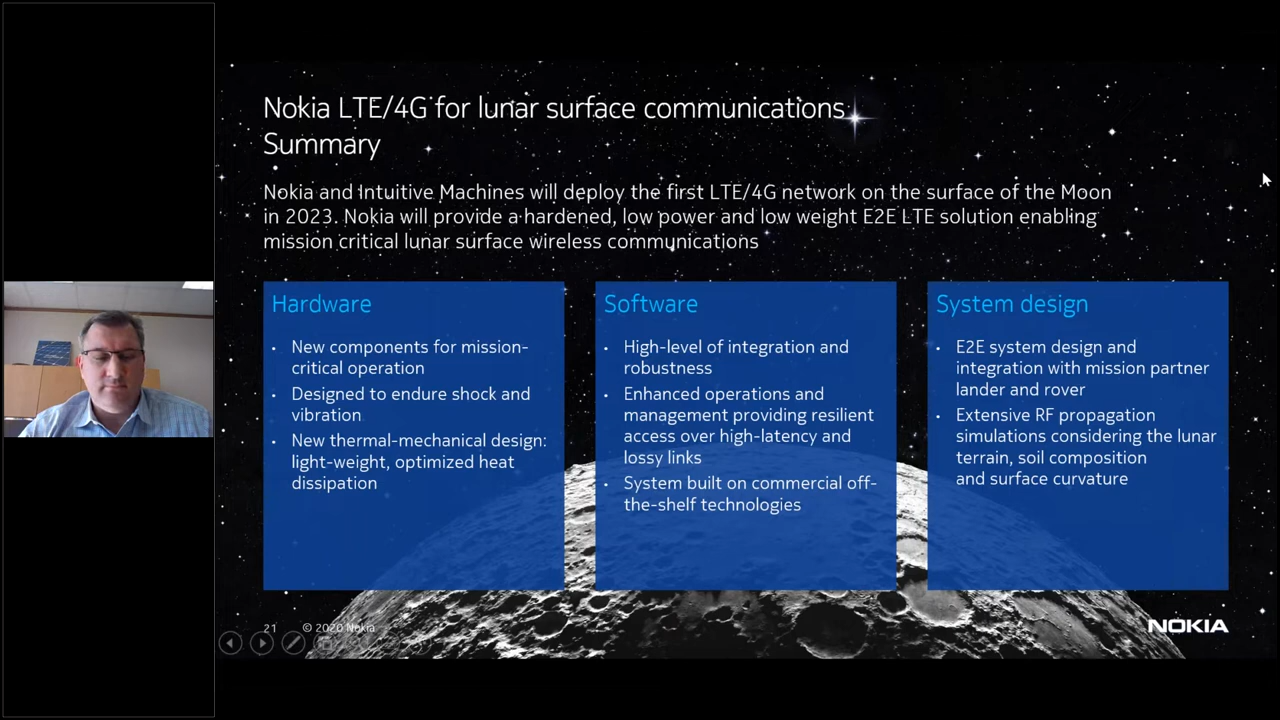 Nokia LTE/4G for lunar surface communications
Summary
Nokia and Intuitive Machines will deploy the first LTE/4G network on the surface of the Moon
in 2023. Nokia will provide a hardened, low power and low weight E2E LTE solution enabling
mission critical lunar surface wireless communications
Hardware
• New components for mission-
critical operation
• Designed to endure shock and
vibration
• New thermal-mechanical design:
light-weight, optimized heat
dissipation
Software
• High-level of integration and
robustness
• Enhanced operations and
management providing resilient
access over high-latency and
lossy links
• System built on commercial off-
the-shelf technologies
System design
• E2E system design and
integration with mission partner
lander and rover
• Extensive RF propagation
simulations considering the lunar
terrain, soil composition
and surface curvature
21 © 2020 Nokia
NOKIA